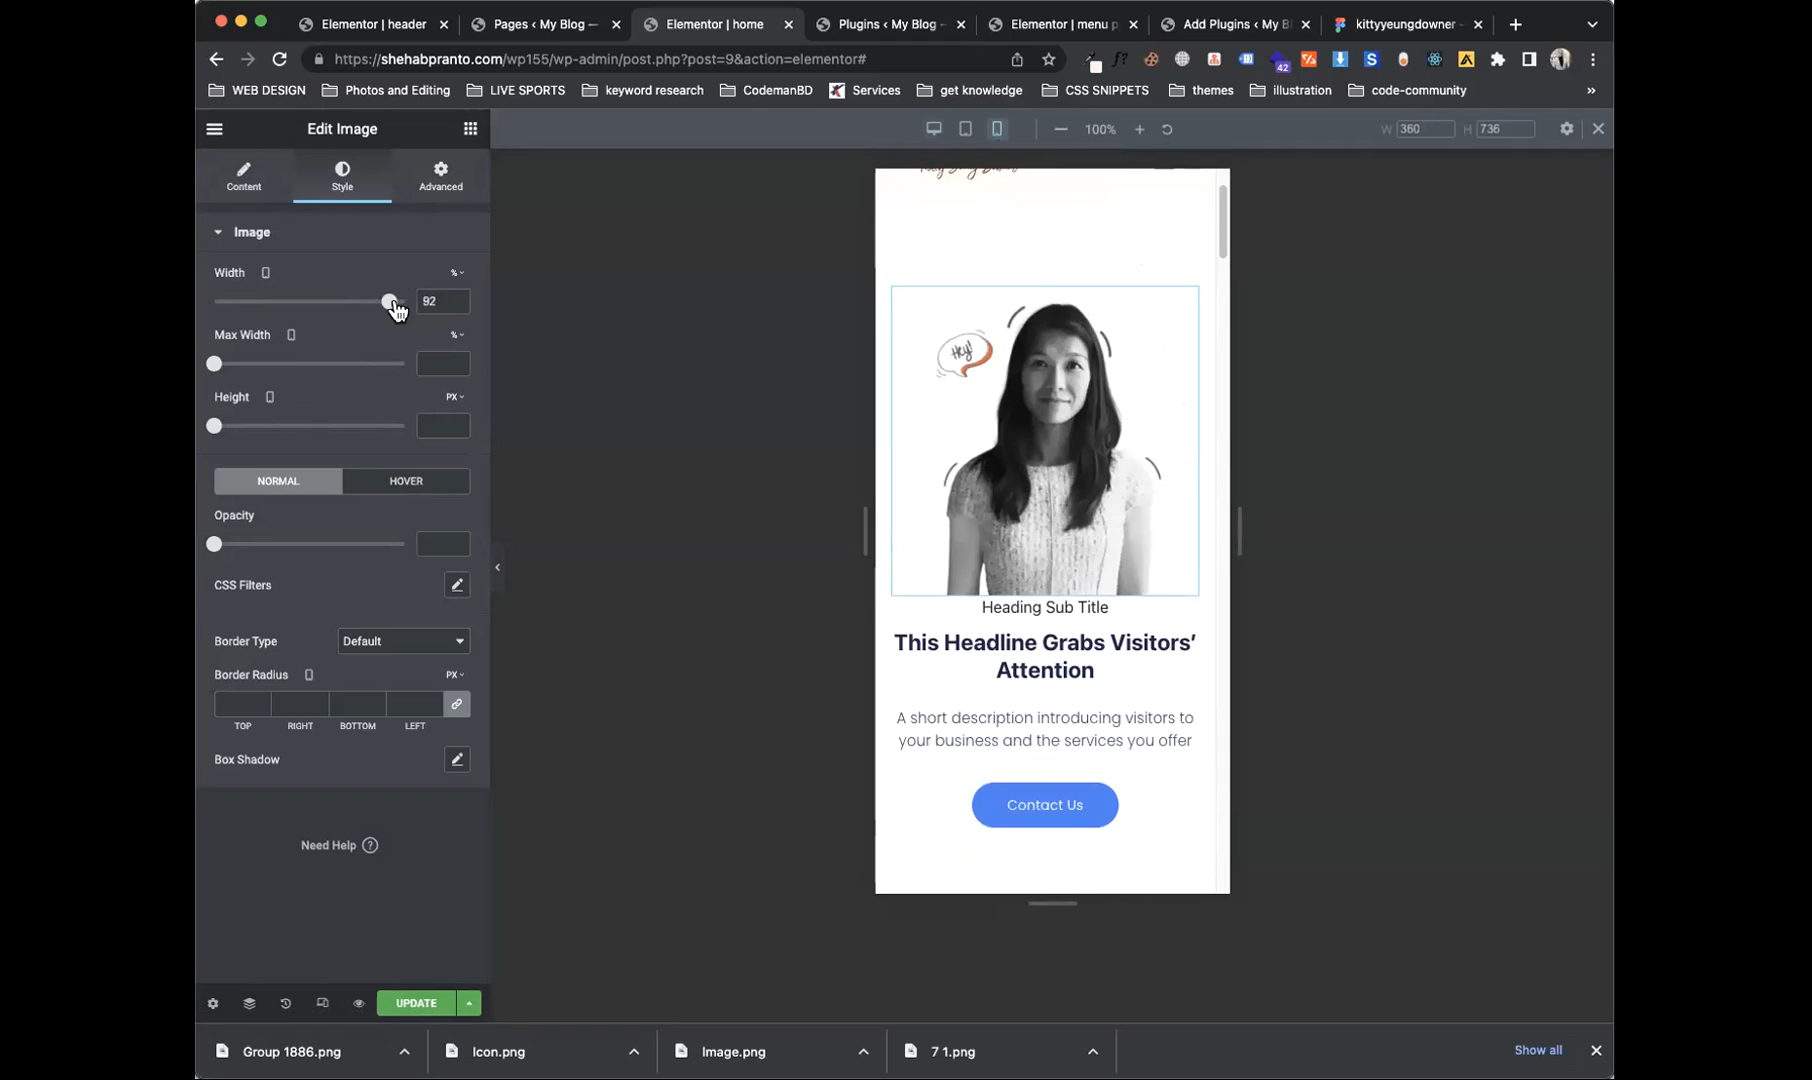 Elementor | header
Pages ‹ My Blog —
Elementor | home
Plugins ‹ My Blog —
Elementor | menu p
Add Plugins ‹ My Bl
kittyyeungdowner -
https://shehabpranto.com/wp155/wp-admin/post.php?post=9&action=elementor#
42
WEB DESIGN
Photos and Editing
LIVE SPORTS
keyword research
CodemanBD
Services
get knowledge
CSS SNIPPETS
themes
illustration
code-community
»
Edit Image
100%
W 360
H 736
Content
Style
Advanced
Image
Width
%
92
Max Width
%
Height
PX
NORMAL
HOVER
Opacity
CSS Filters
Border Type
Default
Border Radius
PX
TOP
RIGHT
BOTTOM
LEFT
Box Shadow
Need Help ?
UPDATE
Hey!
Heading Sub Title
This Headline Grabs Visitors’
Attention
A short description introducing visitors to
your business and the services you offer
Contact Us
Group 1886.png
Icon.png
Image.png
7 1.png
Show all